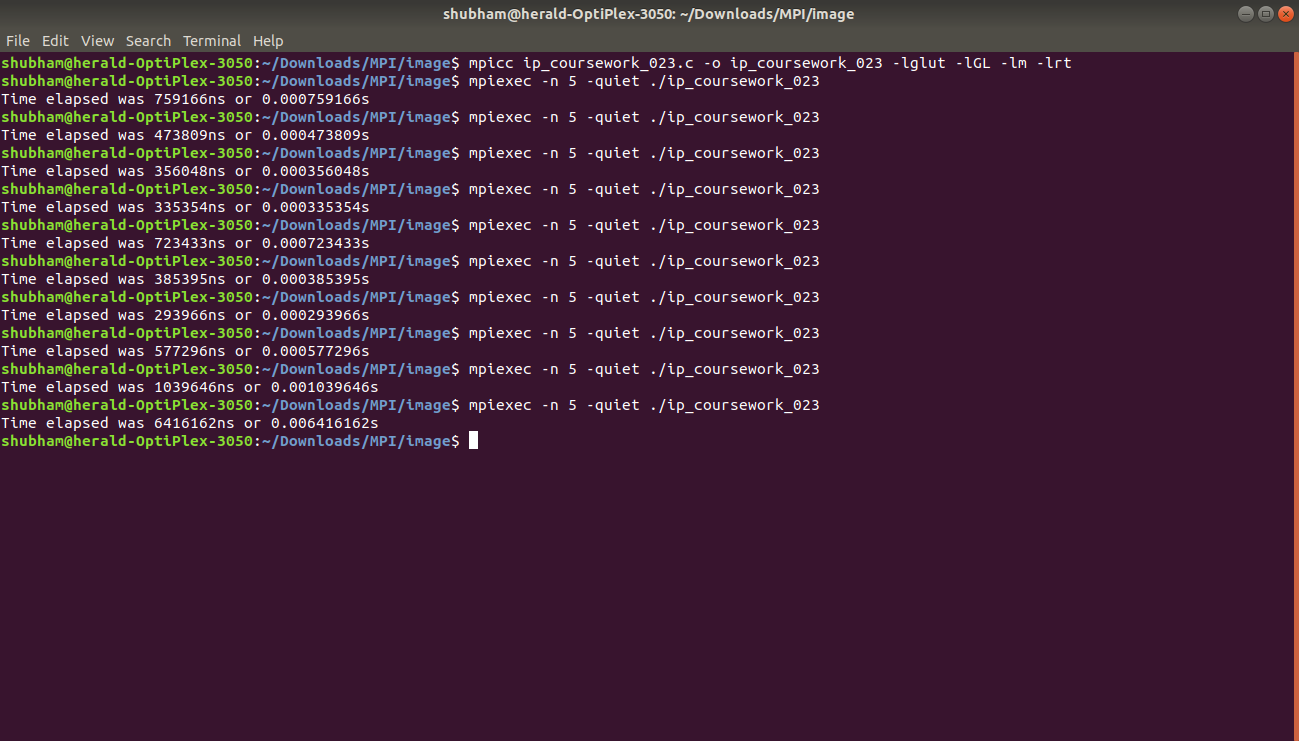 shubham@herald-OptiPlex-3050: ~/Downloads/MPI/image
File Edit View Search Terminal Help
shubham@herald-OptiPlex-3050:~/Downloads/MPI/image$ mpicc ip_coursework_023.c -o ip_coursework_023 -lglut -lGL -lm -lrt
shubham@herald-OptiPlex-3050:~/Downloads/MPI/image$ mpiexec -n 5 -quiet ./ip_coursework_023
Time elapsed was 759166ns or 0.000759166s
shubham@herald-OptiPlex-3050:~/Downloads/MPI/image$ mpiexec -n 5 -quiet ./ip_coursework_023
Time elapsed was 473809ns or 0.000473809s
shubham@herald-OptiPlex-3050:~/Downloads/MPI/image$ mpiexec -n 5 -quiet ./ip_coursework_023
Time elapsed was 356048ns or 0.000356048s
shubham@herald-OptiPlex-3050:~/Downloads/MPI/image$ mpiexec -n 5 -quiet ./ip_coursework_023
Time elapsed was 335354ns or 0.000335354s
shubham@herald-OptiPlex-3050:~/Downloads/MPI/image$ mpiexec -n 5 -quiet ./ip_coursework_023
Time elapsed was 723433ns or 0.000723433s
shubham@herald-OptiPlex-3050:~/Downloads/MPI/image$ mpiexec -n 5 -quiet ./ip_coursework_023
Time elapsed was 385395ns or 0.000385395s
shubham@herald-OptiPlex-3050:~/Downloads/MPI/image$ mpiexec -n 5 -quiet ./ip_coursework_023
Time elapsed was 293966ns or 0.000293966s
shubham@herald-OptiPlex-3050:~/Downloads/MPI/image$ mpiexec -n 5 -quiet ./ip_coursework_023
Time elapsed was 577296ns or 0.000577296s
shubham@herald-OptiPlex-3050:~/Downloads/MPI/image$ mpiexec -n 5 -quiet ./ip_coursework_023
Time elapsed was 1039646ns or 0.001039646s
shubham@herald-OptiPlex-3050:~/Downloads/MPI/image$ mpiexec -n 5 -quiet ./ip_coursework_023
Time elapsed was 6416162ns or 0.006416162s
shubham@herald-OptiPlex-3050:~/Downloads/MPI/image$